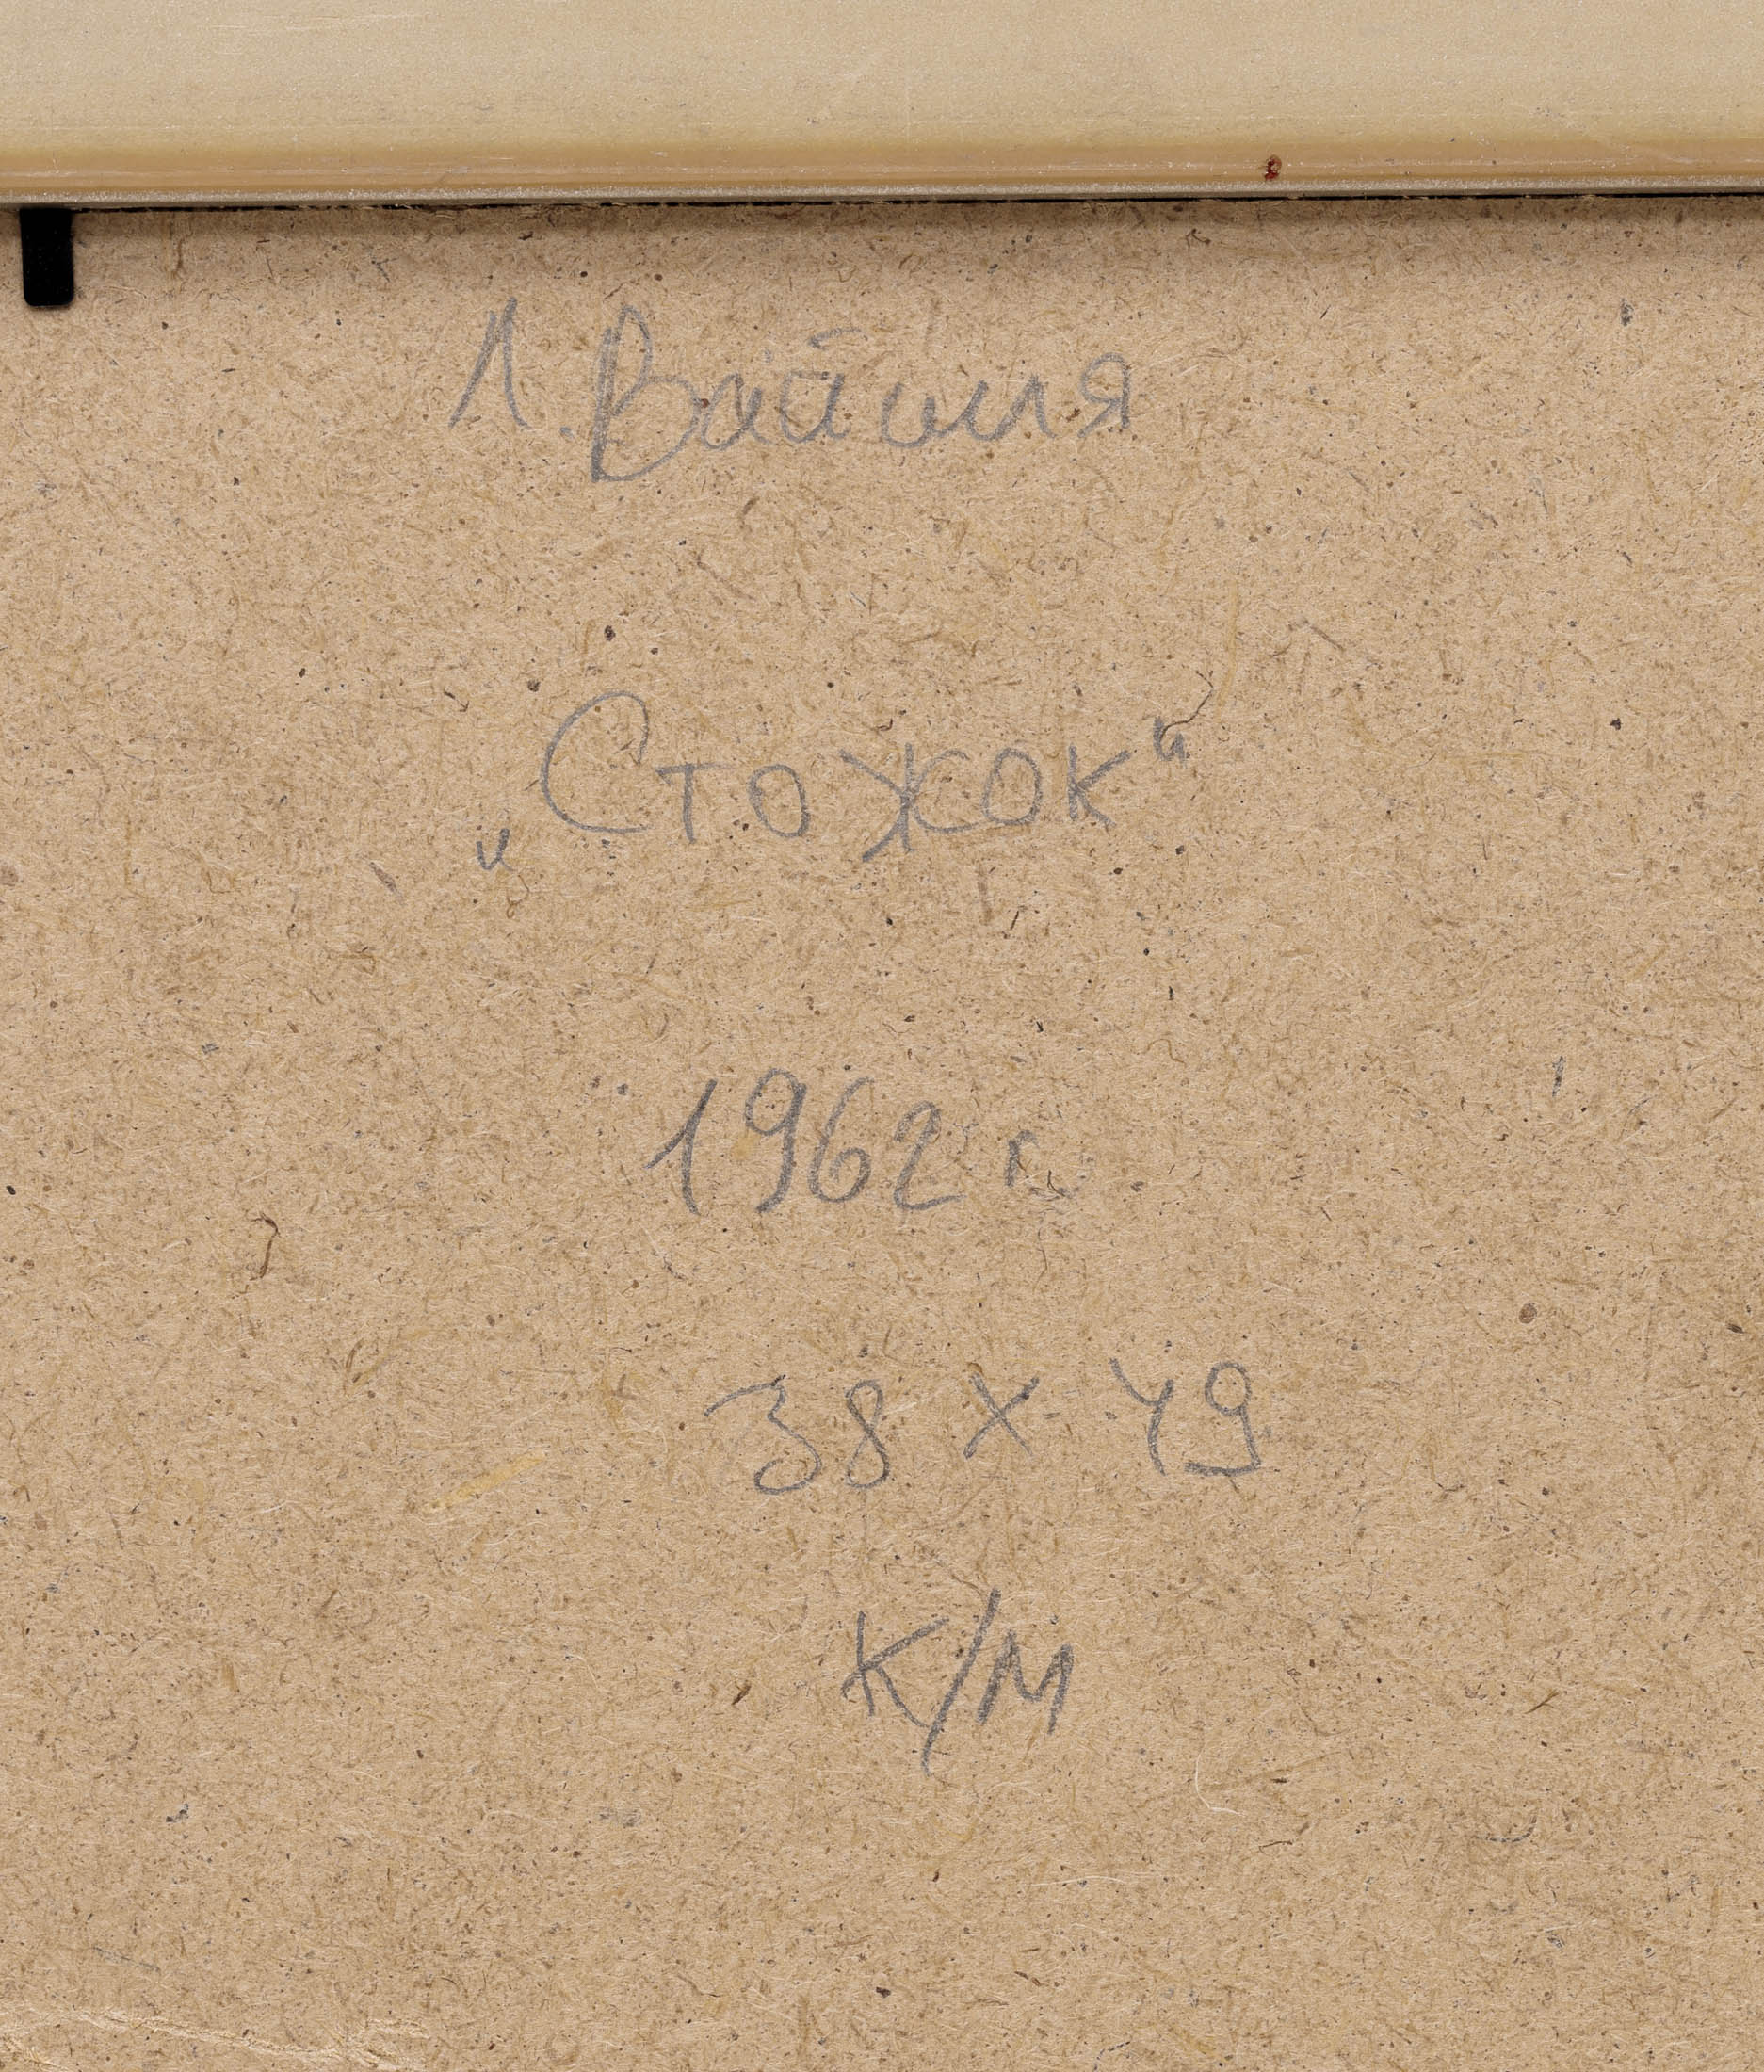 Л. Вайшля
„Стожок“
1962 г.
38 х 49
К/М